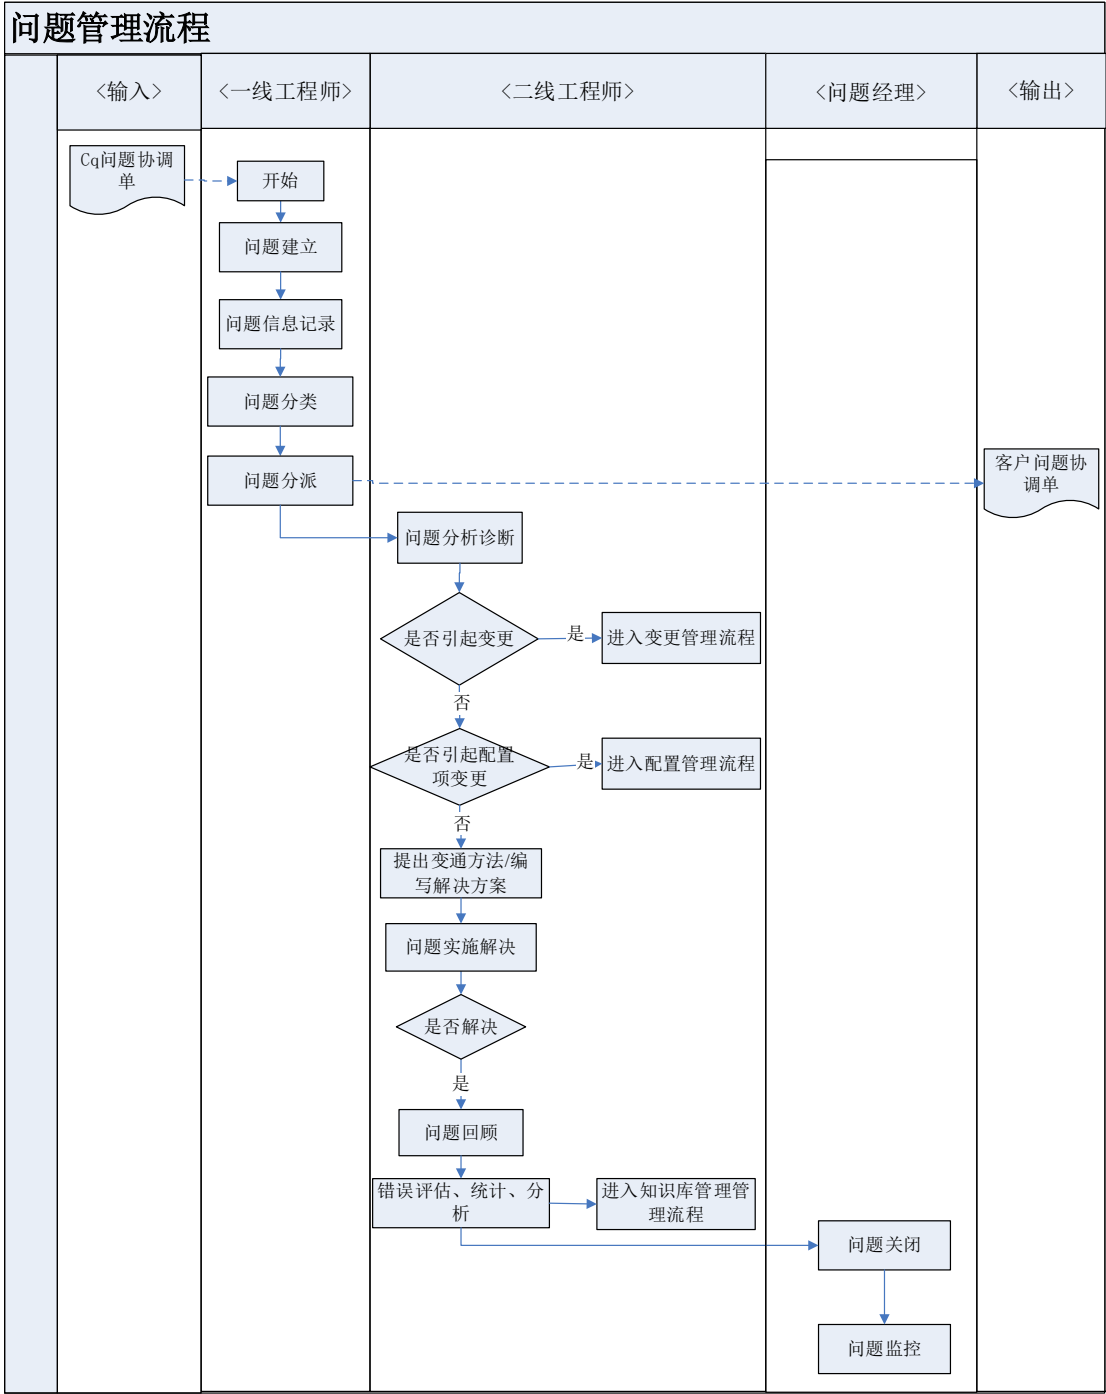 问题管理流程
<输入>
<一线工程师>
<二线工程师>
<问题经理>
<输出>
Cq问题协调
单
开始
问题建立
问题信息记录
问题分类
问题分派
客户问题协
调单
问题分析诊断
是否引起变更
是
进入变更管理流程
否
是否引起配置
项变更
是
进入配置管理流程
否
提出变通方法/编
写解决方案
问题实施解决
是否解决
是
问题回顾
错误评估、统计、分
析
进入知识库管理管
理流程
问题关闭
问题监控